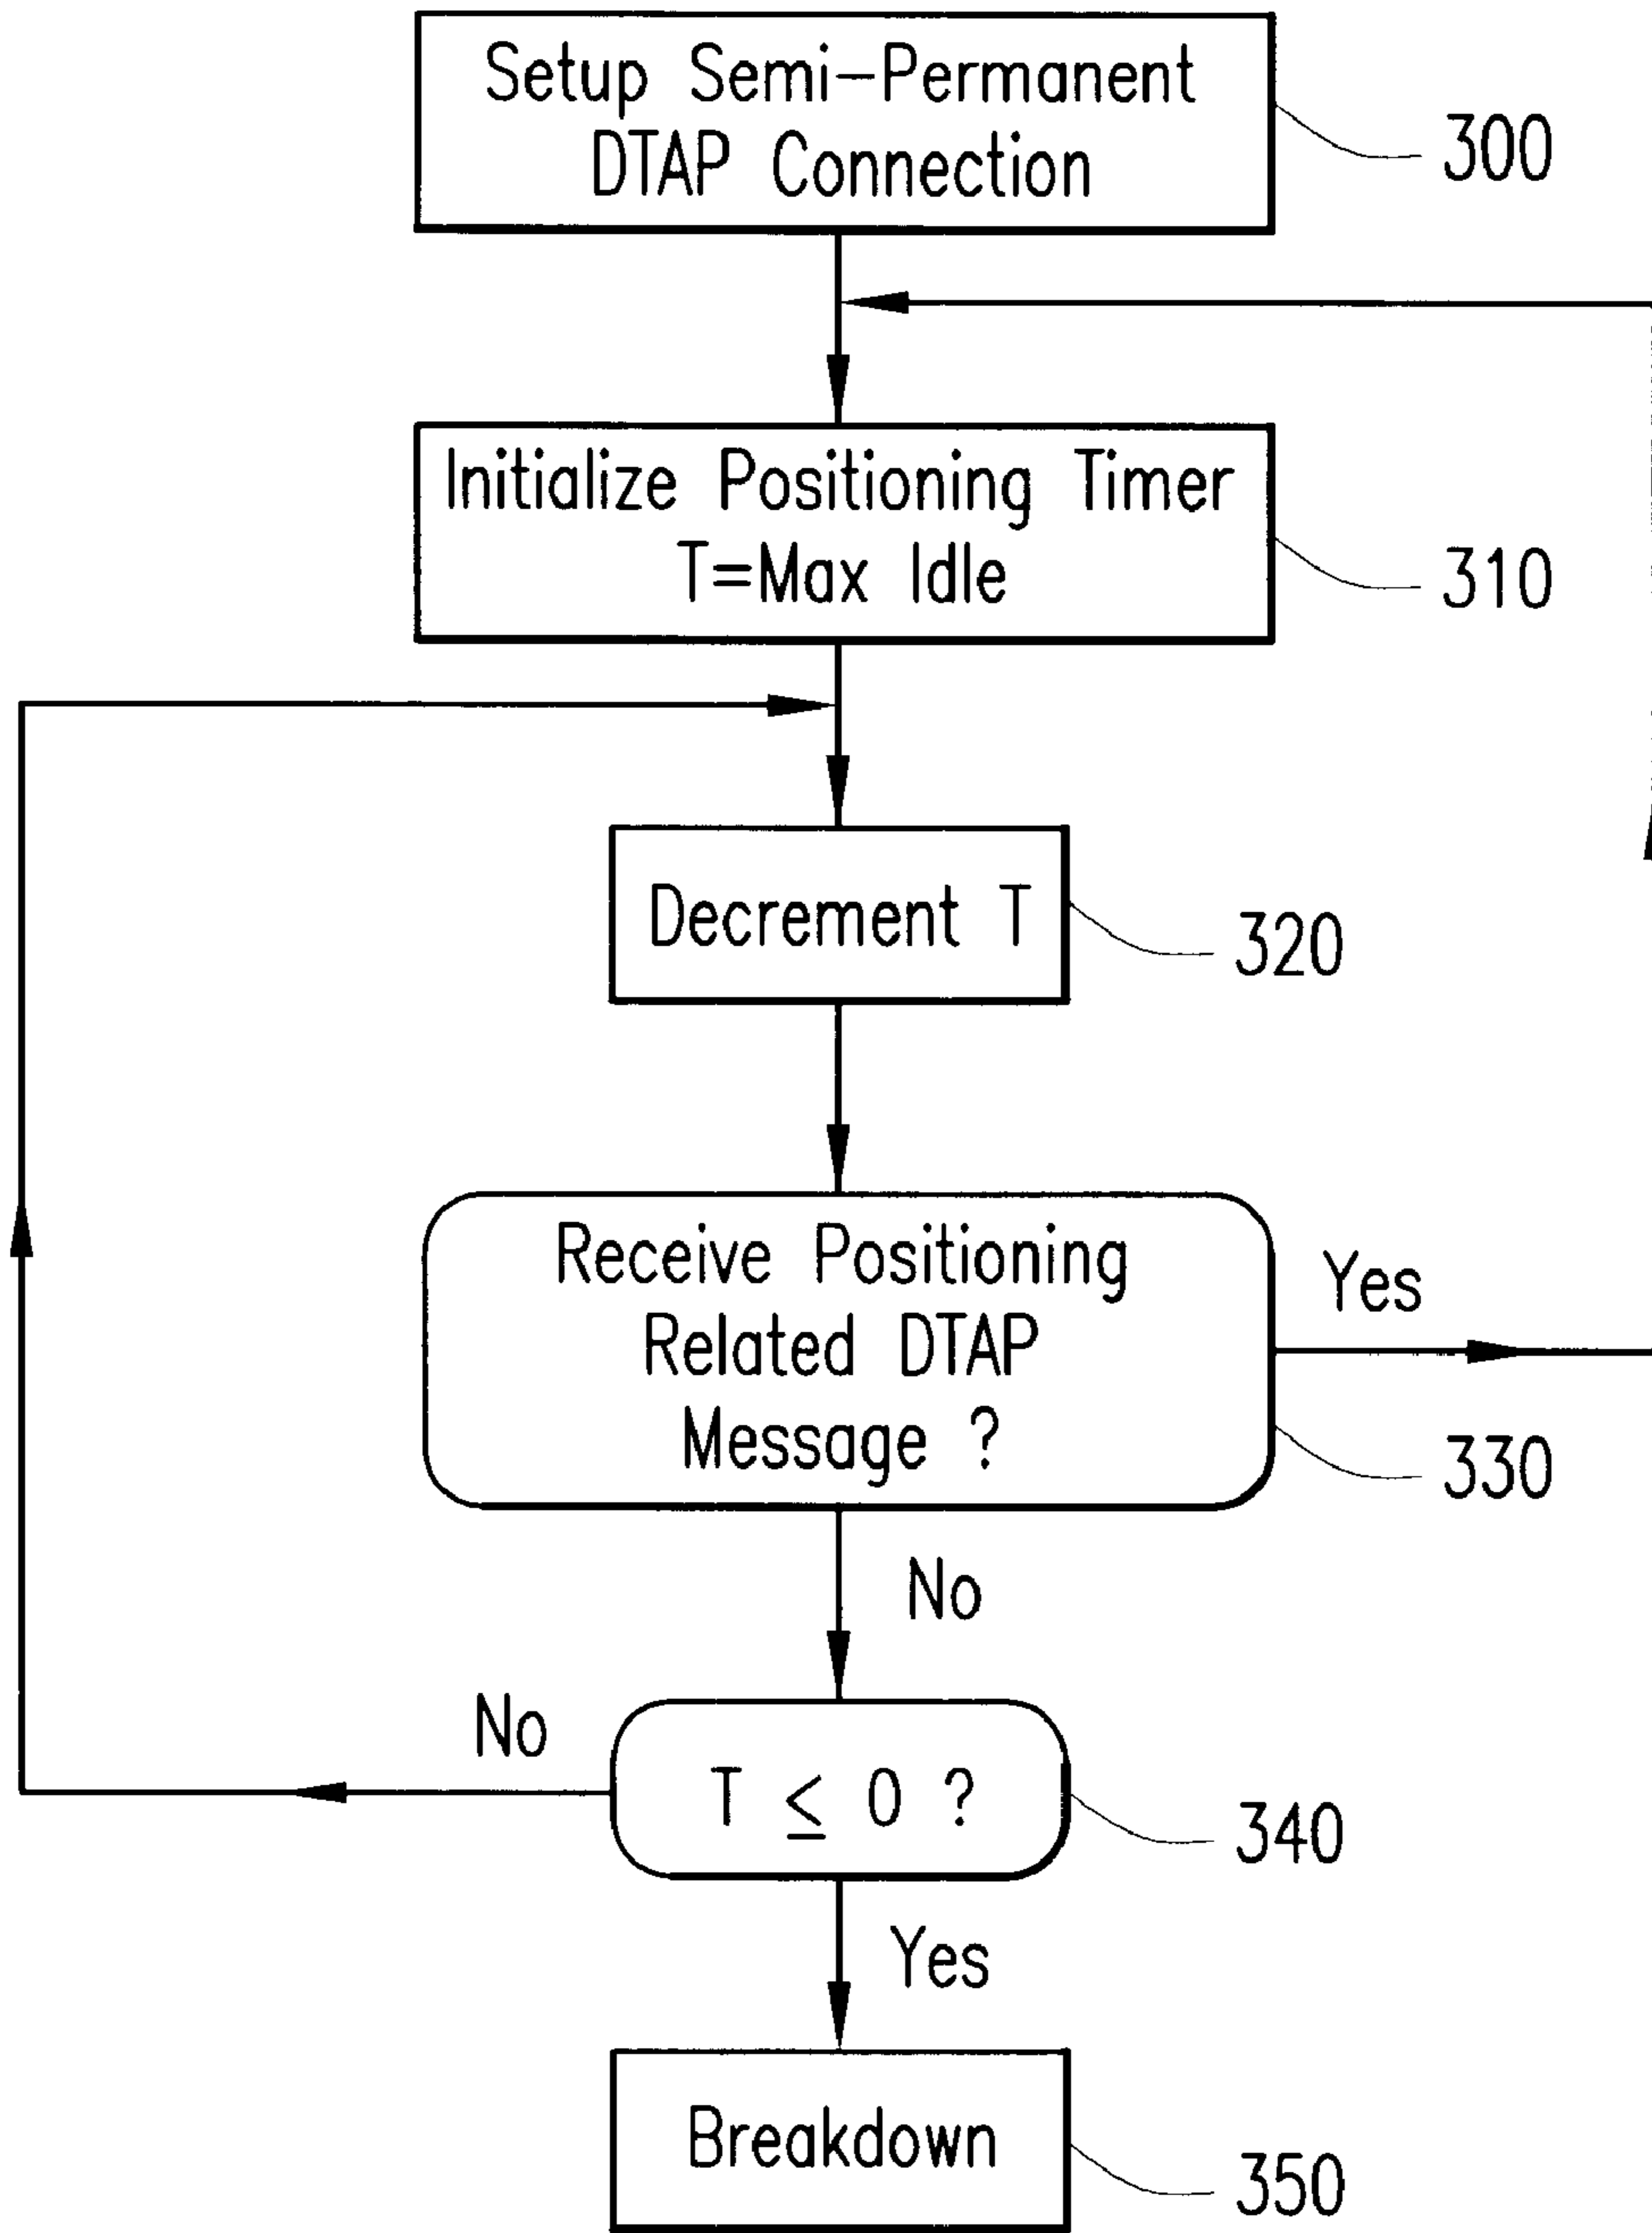 Setup Semi-Permanent
DTAP Connection
300
Initialize Positioning Timer
T=Max Idle
310
Decrement T
320
Receive Positioning
Related DTAP
Message ?
Yes
330
No
No
T ≤ 0 ?
340
Yes
Breakdown
350